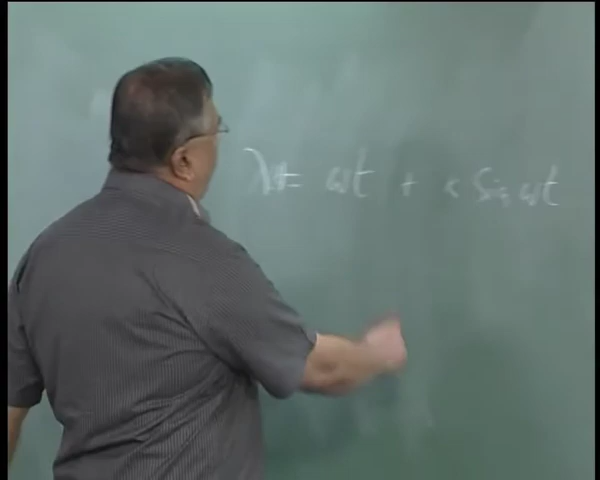 λt = ωt + x sin ωt